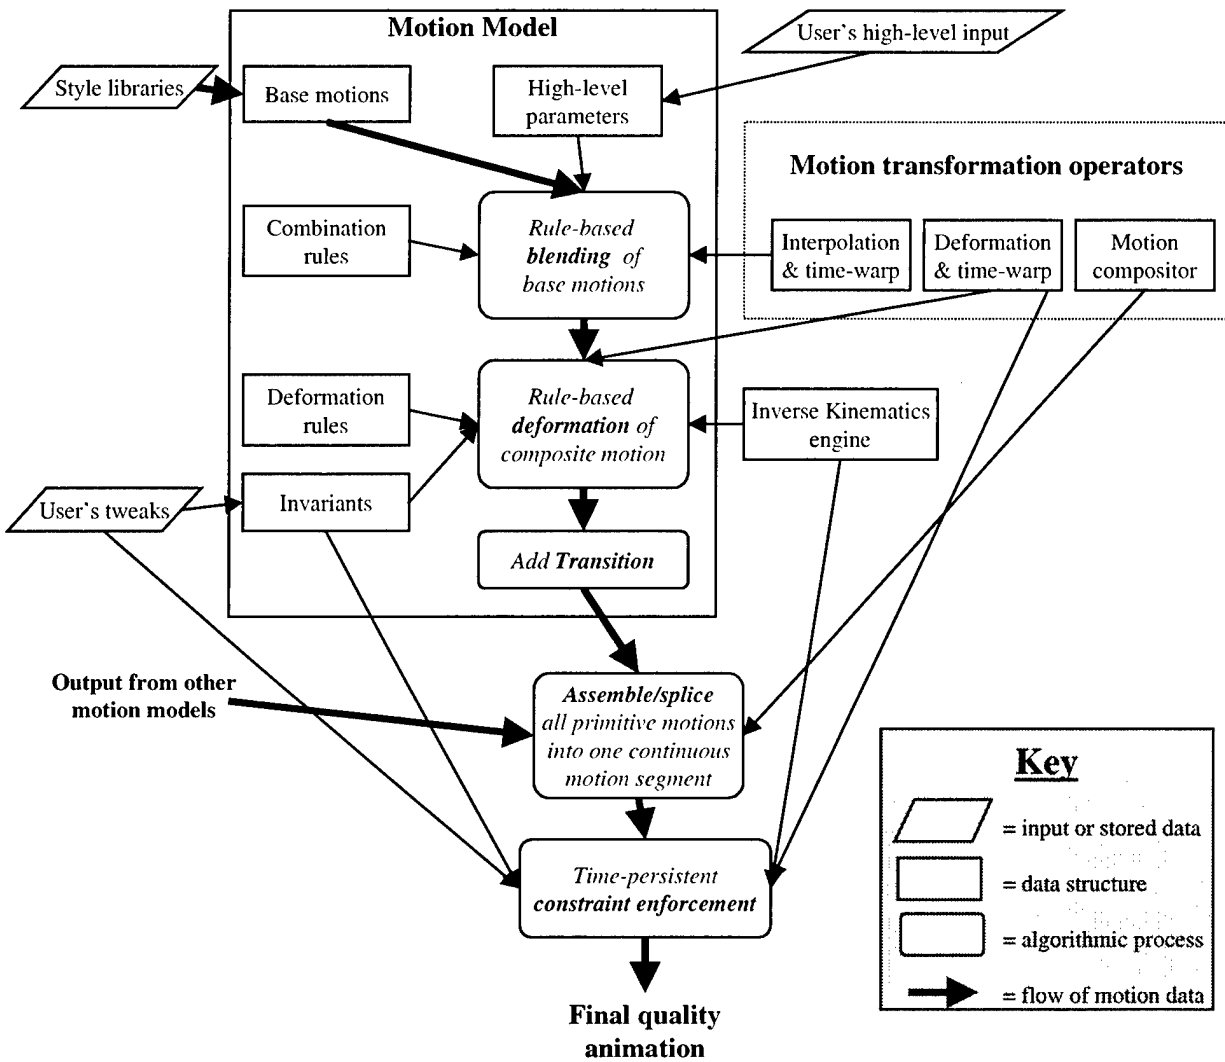 Motion Model
User's high-level input
Style libraries
Base motions
High-level
parameters
Motion transformation operators
Combination
rules
Rule-based
blending of
base motions
Interpolation
& time-warp
Deformation
& time-warp
Motion
compositor
Deformation
rules
Rule-based
deformation of
composite motion
Inverse Kinematics
engine
User's tweaks
Invariants
Add Transition
Output from other
motion models
Assemble/splice
all primitive motions
into one continuous
motion segment
Time-persistent
constraint enforcement
Final quality
animation
Key
= input or stored data
= data structure
= algorithmic process
= flow of motion data